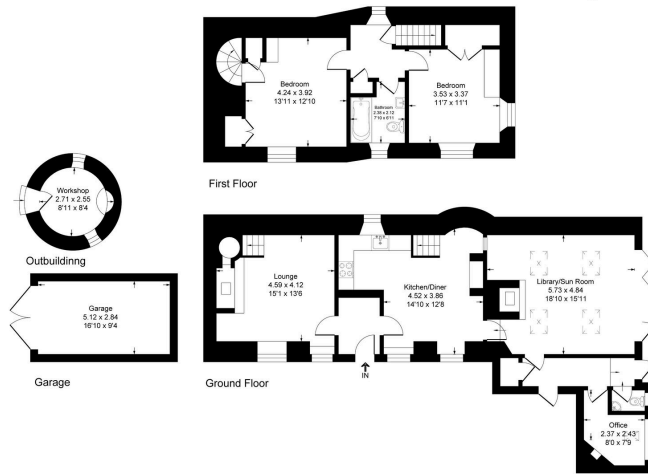 Bedroom
4.24 x 3.92
13'11 x 12'10
Bathroom
2.38 x 2.12
7'10 x 6'11
Bedroom
3.53 x 3.37
11'7 x 11'1
First Floor
Workshop
2.71 x 2.55
8'11 x 8'4
Outbuildinng
Garage
5.12 x 2.84
16'10 x 9'4
Garage
Lounge
4.59 x 4.12
15'1 x 13'6
Kitchen/Diner
4.52 x 3.86
14'10 x 12'8
Library/Sun Room
5.73 x 4.84
18'10 x 15'11
IN
Ground Floor
Office
2.37 x 2.43
8'0 x 7'9